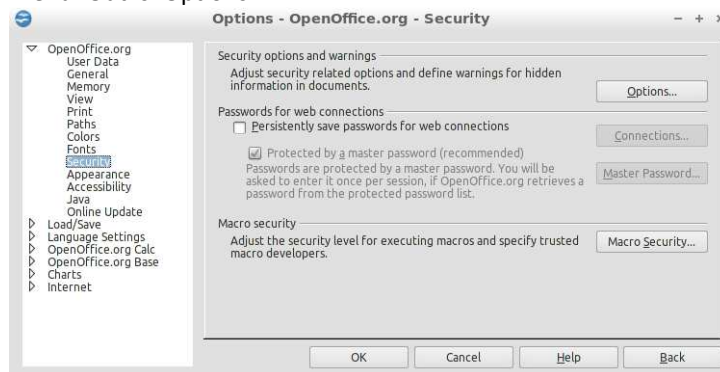 Options - OpenOffice.org - Security
OpenOffice.org
User Data
General
Memory
View
Print
Paths
Colors
Fonts
Security
Appearance
Accessibility
Java
Online Update
Load/Save
Language Settings
OpenOffice.org Calc
OpenOffice.org Base
Charts
Internet
Security options and warnings
Adjust security related options and define warnings for hidden
information in documents.
Options...
Passwords for web connections
Persistently save passwords for web connections
Connections...
Protected by a master password (recommended)
Passwords are protected by a master password. You will be
asked to enter it once per session, if OpenOffice.org retrieves a
password from the protected password list.
Master Password...
Macro security
Adjust the security level for executing macros and specify trusted
macro developers.
Macro Security...
OK Cancel Help Back